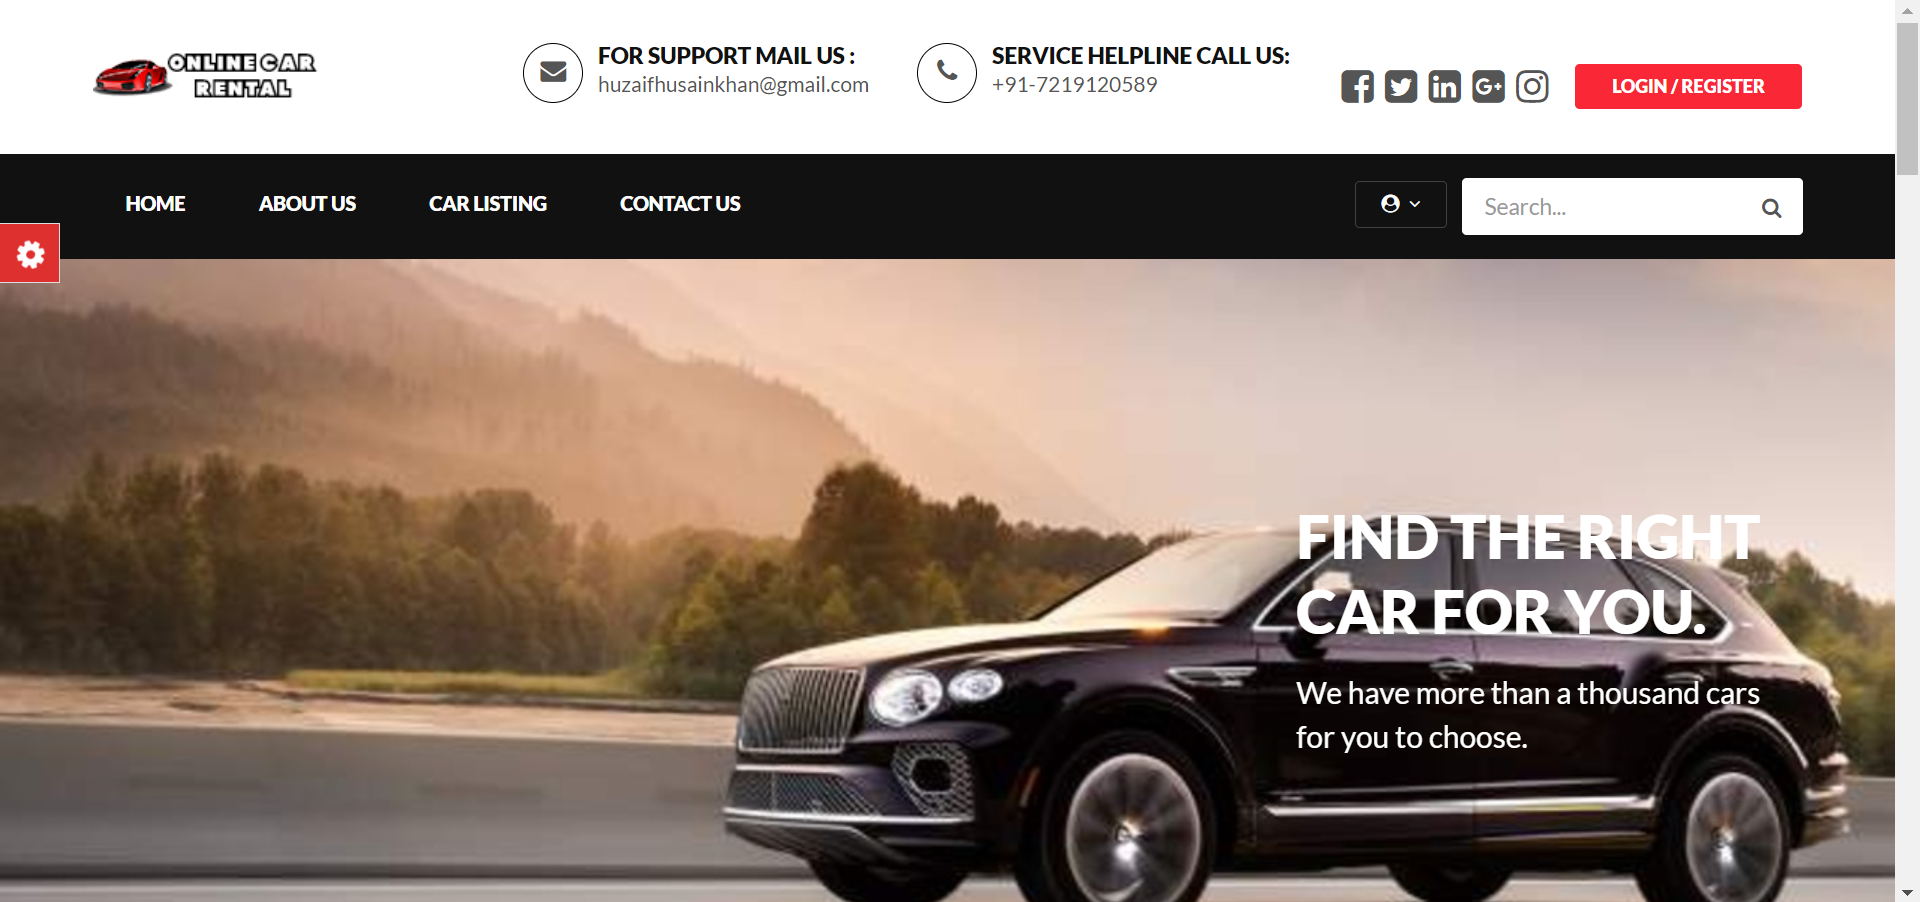 ONLINE CAR
RENTAL
FOR SUPPORT MAIL US :
huzaifhusainkhan@gmail.com
SERVICE HELPLINE CALL US:
+91-7219120589
LOGIN / REGISTER
HOME
ABOUT US
CAR LISTING
CONTACT US
Search...
FIND THE RIGHT
CAR FOR YOU.
We have more than a thousand cars
for you to choose.